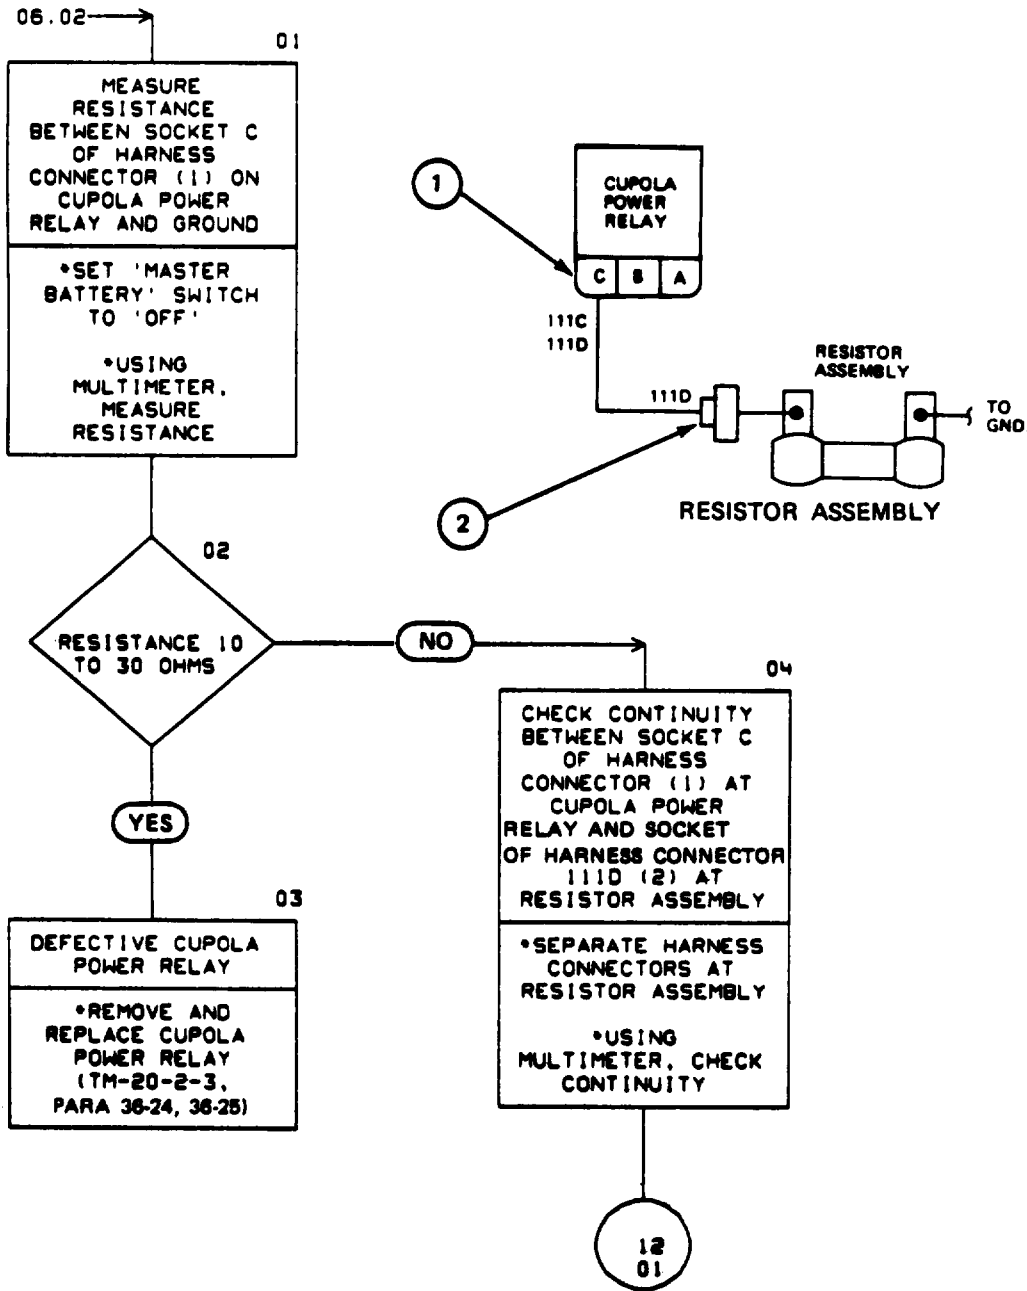 06.02
01
MEASURE
RESISTANCE
BETWEEN SOCKET C
OF HARNESS
CONNECTOR (1) ON
CUPOLA POWER
RELAY AND GROUND
*SET 'MASTER
BATTERY' SWITCH
TO 'OFF'
*USING
MULTIMETER,
MEASURE
RESISTANCE
1
CUPOLA
POWER
RELAY
C B A
111C
111D
111D
RESISTOR
ASSEMBLY
TO
GND
2
RESISTOR ASSEMBLY
02
RESISTANCE 10
TO 30 OHMS
NO
YES
03
DEFECTIVE CUPOLA
POWER RELAY
*REMOVE AND
REPLACE CUPOLA
POWER RELAY
(TM-20-2-3,
PARA 36-24, 36-25)
04
CHECK CONTINUITY
BETWEEN SOCKET C
OF HARNESS
CONNECTOR (1) AT
CUPOLA POWER
RELAY AND SOCKET
OF HARNESS CONNECTOR
111D (2) AT
RESISTOR ASSEMBLY
*SEPARATE HARNESS
CONNECTORS AT
RESISTOR ASSEMBLY
*USING
MULTIMETER, CHECK
CONTINUITY
12
01